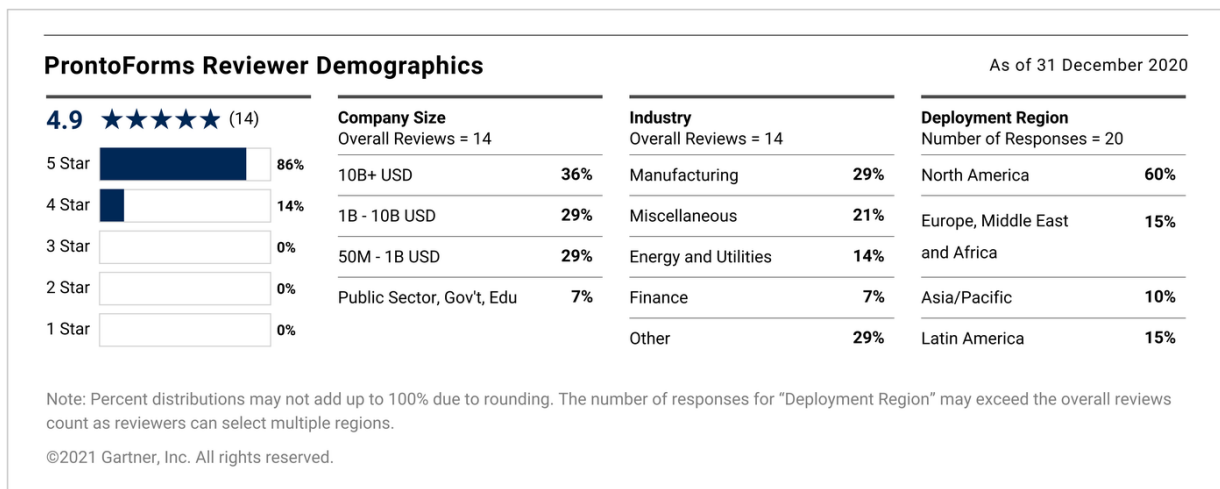 ProntoForms Reviewer Demographics
As of 31 December 2020
4.9 ★★★★★ (14)
5 Star 86%
4 Star 14%
3 Star 0%
2 Star 0%
1 Star 0%
Company Size
Overall Reviews = 14
10B+ USD 36%
1B - 10B USD 29%
50M - 1B USD 29%
Public Sector, Gov't, Edu 7%
Industry
Overall Reviews = 14
Manufacturing 29%
Miscellaneous 21%
Energy and Utilities 14%
Finance 7%
Other 29%
Deployment Region
Number of Responses = 20
North America 60%
Europe, Middle East 15%
and Africa
Asia/Pacific 10%
Latin America 15%
Note: Percent distributions may not add up to 100% due to rounding. The number of responses for “Deployment Region” may exceed the overall reviews
count as reviewers can select multiple regions.
©2021 Gartner, Inc. All rights reserved.